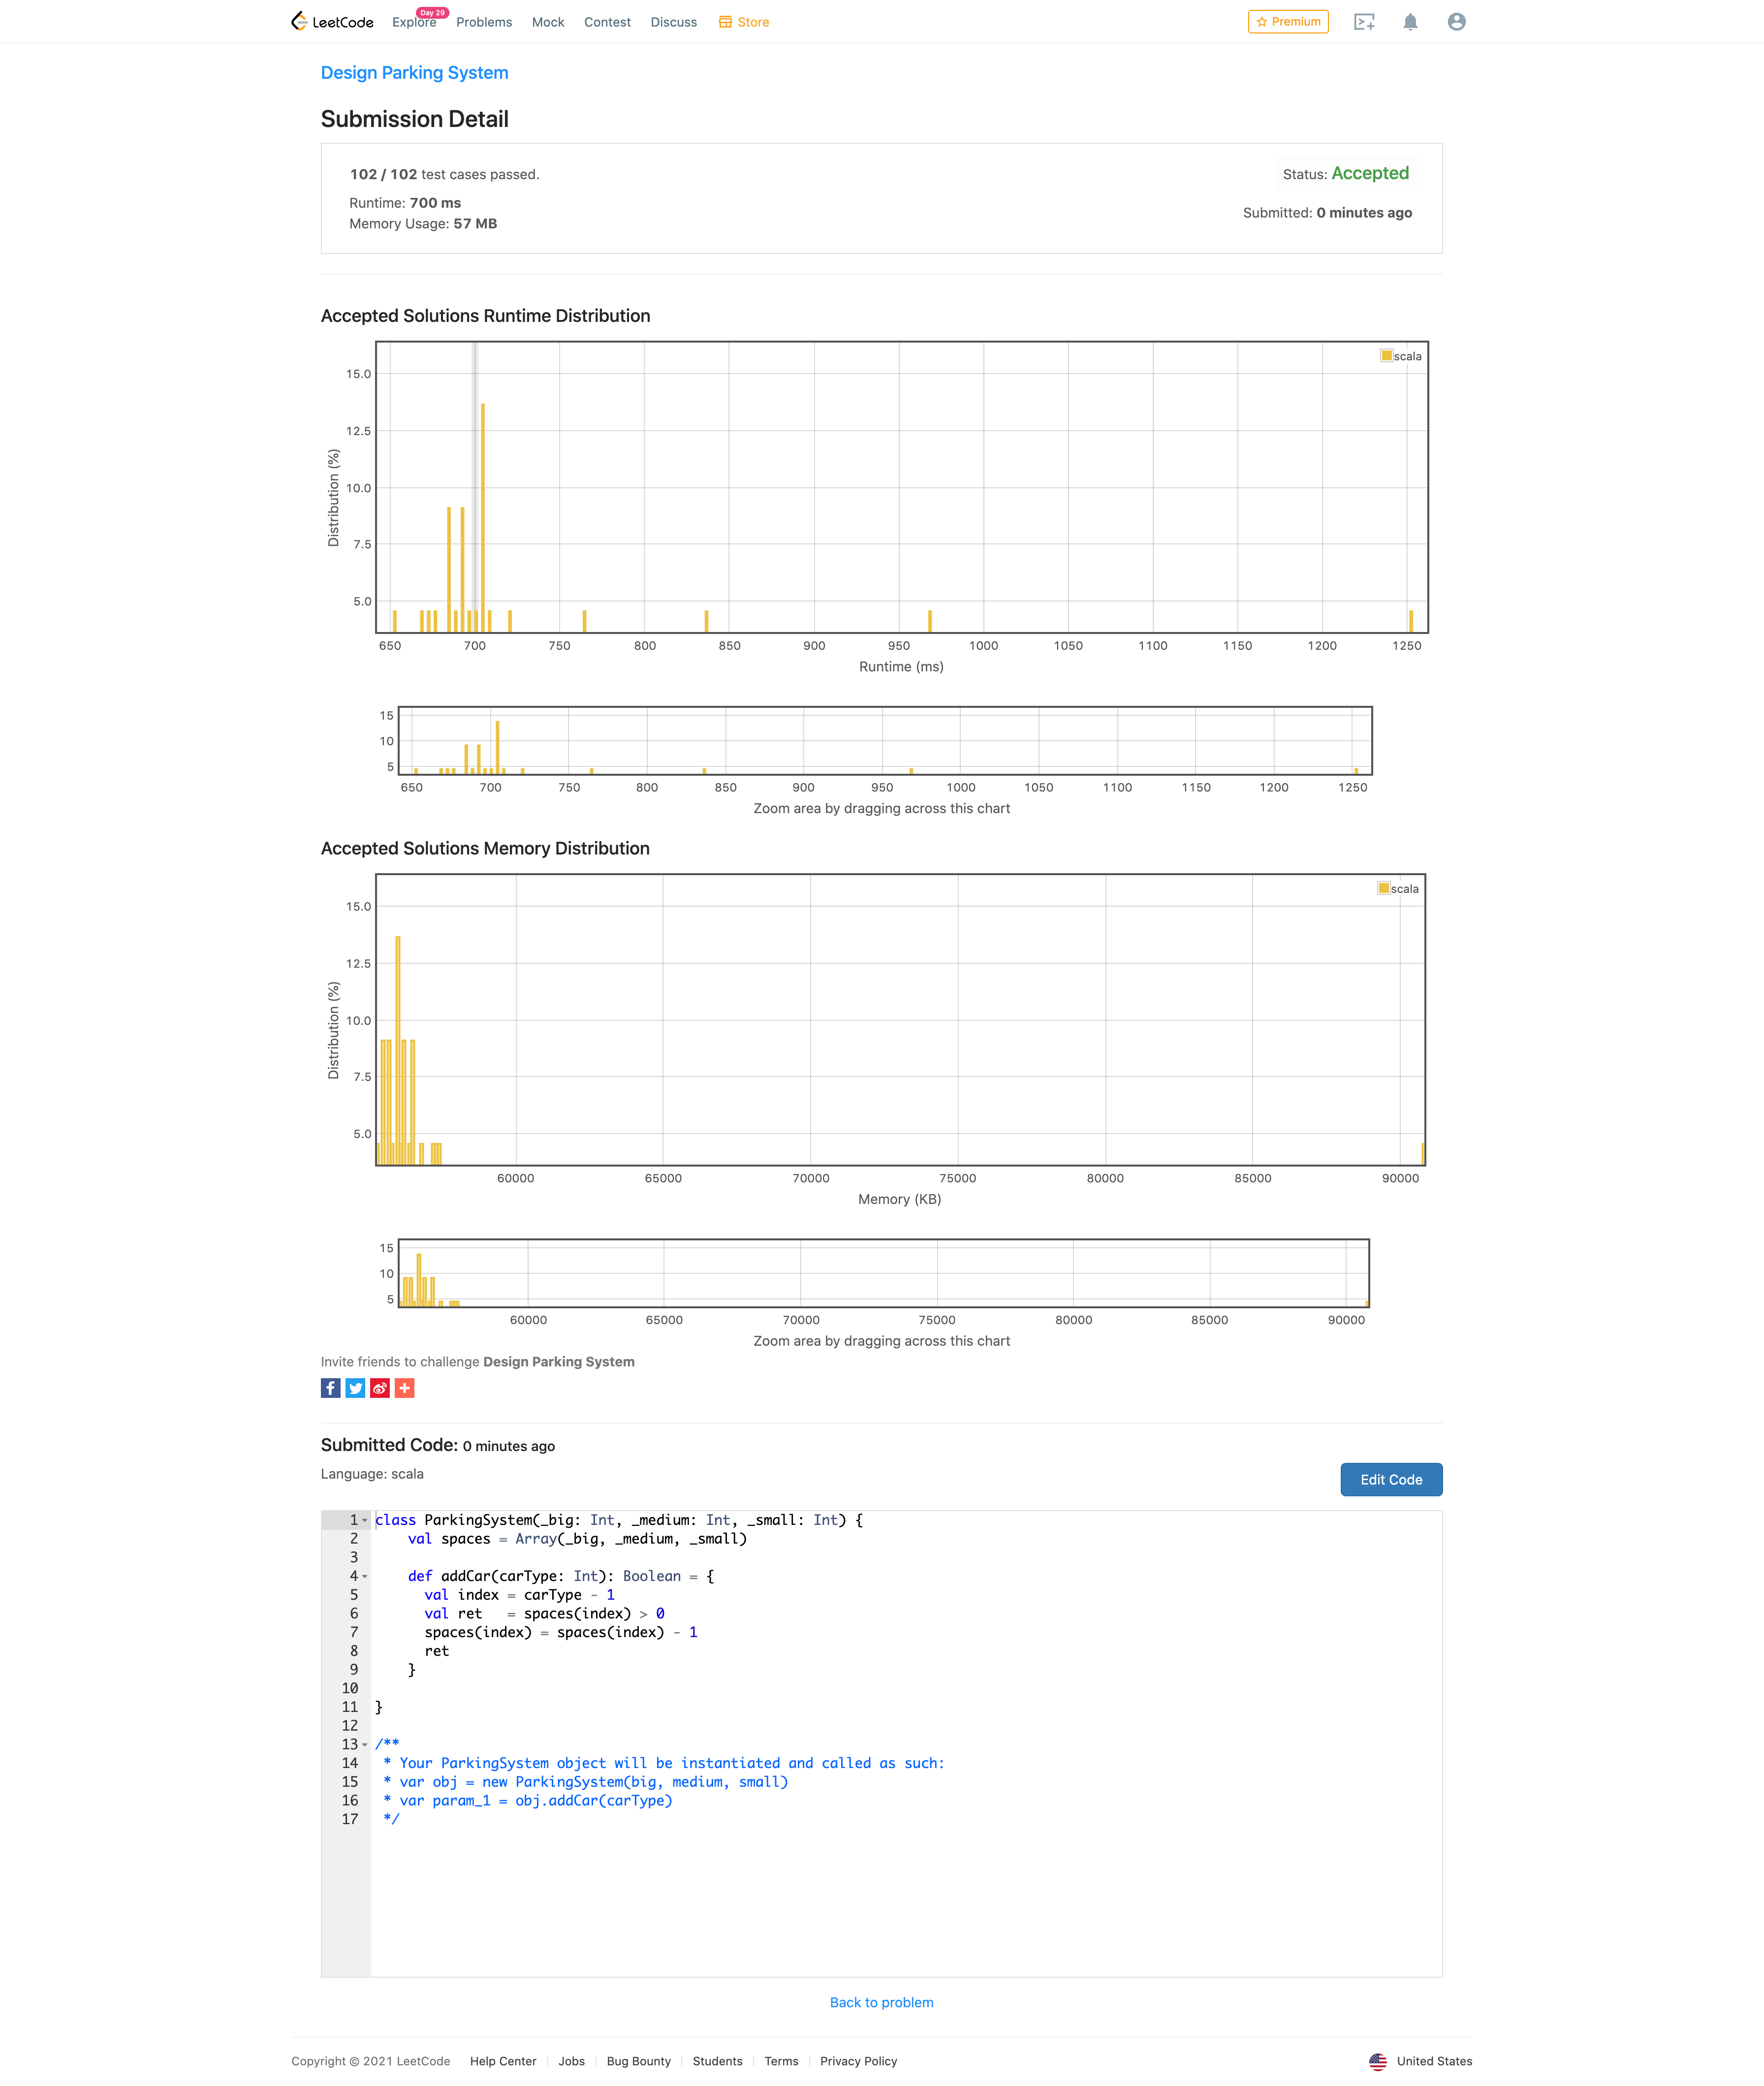 LeetCode Explore Day 29 Problems Mock Contest Discuss Store Premium
Design Parking System
Submission Detail
102 / 102 test cases passed. Status: Accepted
Runtime: 700 ms
Memory Usage: 57 MB Submitted: 0 minutes ago
Accepted Solutions Runtime Distribution
scala
15.0
12.5
10.0
7.5
5.0
Distribution (%)
650 700 750 800 850 900 950 1000 1050 1100 1150 1200 1250
Runtime (ms)
15
10
5
650 700 750 800 850 900 950 1000 1050 1100 1150 1200 1250
Zoom area by dragging across this chart
Accepted Solutions Memory Distribution
scala
15.0
12.5
10.0
7.5
5.0
Distribution (%)
60000 65000 70000 75000 80000 85000 90000
Memory (KB)
15
10
5
60000 65000 70000 75000 80000 85000 90000
Zoom area by dragging across this chart
Invite friends to challenge Design Parking System
Submitted Code: 0 minutes ago
Language: scala
Edit Code
1 class ParkingSystem(_big: Int, _medium: Int, _small: Int) {
2     val spaces = Array(_big, _medium, _small)
3
4     def addCar(carType: Int): Boolean = {
5       val index = carType - 1
6       val ret   = spaces(index) > 0
7       spaces(index) = spaces(index) - 1
8       ret
9     }
10
11 }
12
13 /**
14  * Your ParkingSystem object will be instantiated and called as such:
15  * var obj = new ParkingSystem(big, medium, small)
16  * var param_1 = obj.addCar(carType)
17  */
Back to problem
Copyright © 2021 LeetCode Help Center Jobs Bug Bounty Students Terms Privacy Policy United States